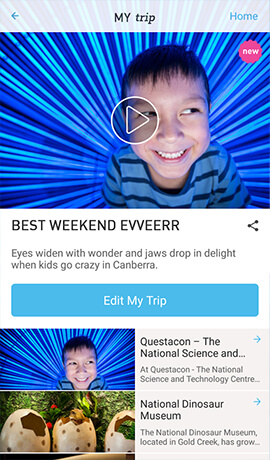 MY trip
Home
new
BEST WEEKEND EVVEERR
Eyes widen with wonder and jaws drop in delight
when kids go crazy in Canberra.
Edit My Trip
Questacon – The
National Science and...
At Questacon - The National
Science and Technology Centre...
National Dinosaur
Museum
The National Dinosaur Museum,
located in Gold Creek, has grow...